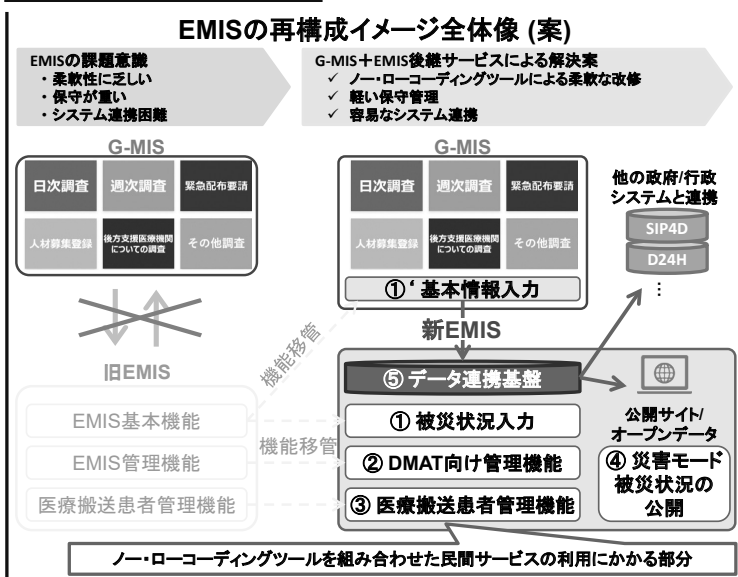 EMISの再構成イメージ全体像 (案)
EMISの課題意識
・柔軟性に乏しい
・保守が重い
・システム連携困難
G-MIS＋EMIS後継サービスによる解決案
✓ ノー・ローコーディングツールによる柔軟な改修
✓ 軽い保守管理
✓ 容易なシステム連携
G-MIS
日次調査
週次調査
緊急配布要請
人材募集登録
後方支援医療機関
についての調査
その他調査
旧EMIS
EMIS基本機能
EMIS管理機能
医療搬送患者管理機能
機能移管
機能移管
G-MIS
日次調査
週次調査
緊急配布要請
人材募集登録
後方支援医療機関
についての調査
その他調査
①‘ 基本情報入力
新EMIS
⑤ データ連携基盤
① 被災状況入力
② DMAT向け管理機能
③ 医療搬送患者管理機能
他の政府/行政
システムと連携
SIP4D
D24H
⋮
公開サイト/
オープンデータ
④ 災害モード
被災状況の
公開
ノー・ローコーディングツールを組み合わせた民間サービスの利用にかかる部分